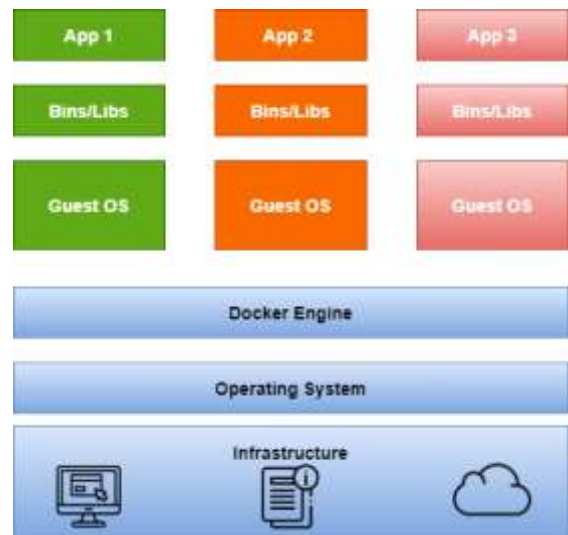 App 1
App 2
App 3
Bins/Libs
Bins/Libs
Bins/Libs
Guest OS
Guest OS
Guest OS
Docker Engine
Operating System
Infrastructure